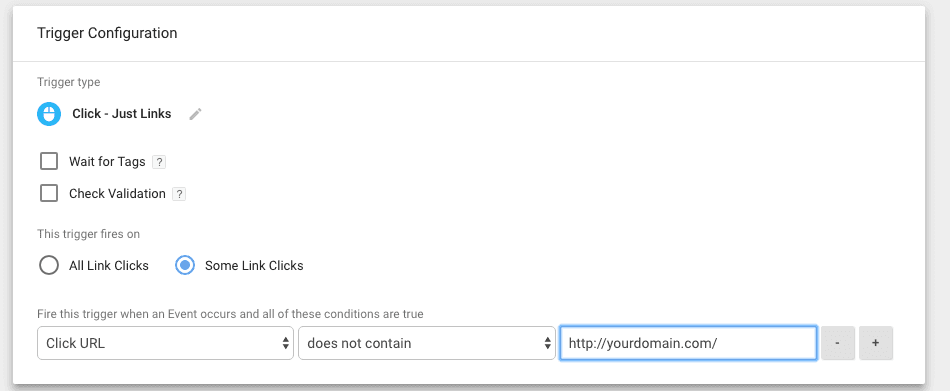 Trigger Configuration
Trigger type
Click - Just Links
Wait for Tags ?
Check Validation ?
This trigger fires on
All Link Clicks Some Link Clicks
Fire this trigger when an Event occurs and all of these conditions are true
Click URL does not contain http://yourdomain.com/ - +